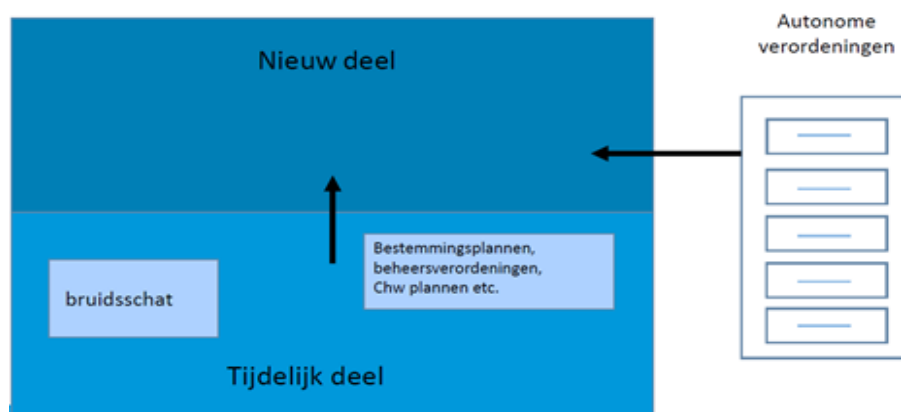 Autonome
verordeningen
Nieuw deel
Bestemmingsplannen,
beheersverordeningen,
Chw plannen etc.
bruidsschat
Tijdelijk deel